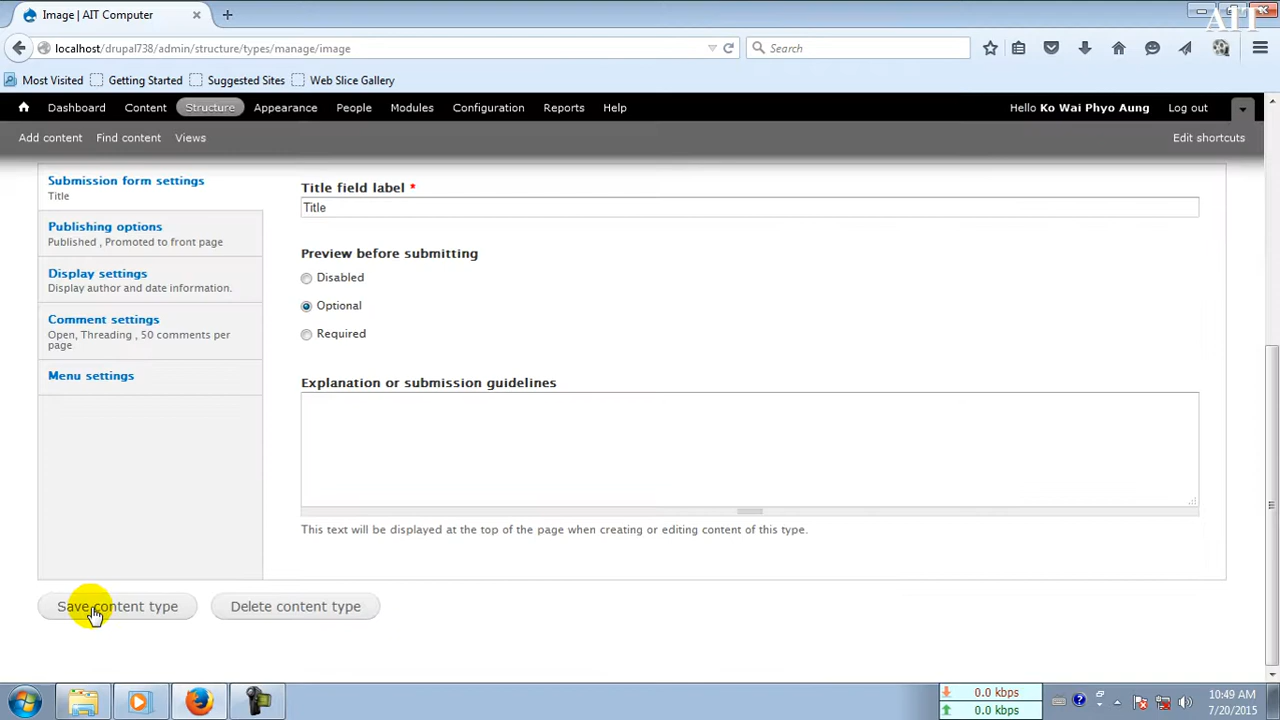 Image | AIT Computer
AIT
localhost/drupal738/admin/structure/types/manage/image
Search
Most Visited
Getting Started
Suggested Sites
Web Slice Gallery
Dashboard
Content
Structure
Appearance
People
Modules
Configuration
Reports
Help
Hello Ko Wai Phyo Aung
Log out
Add content
Find content
Views
Edit shortcuts
Submission form settings
Title
Publishing options
Published , Promoted to front page
Display settings
Display author and date information.
Comment settings
Open, Threading , 50 comments per
page
Menu settings
Title field label *
Title
Preview before submitting
Disabled
Optional
Required
Explanation or submission guidelines
This text will be displayed at the top of the page when creating or editing content of this type.
Save content type
Delete content type
0.0 kbps
0.0 kbps
10:49 AM
7/20/2015